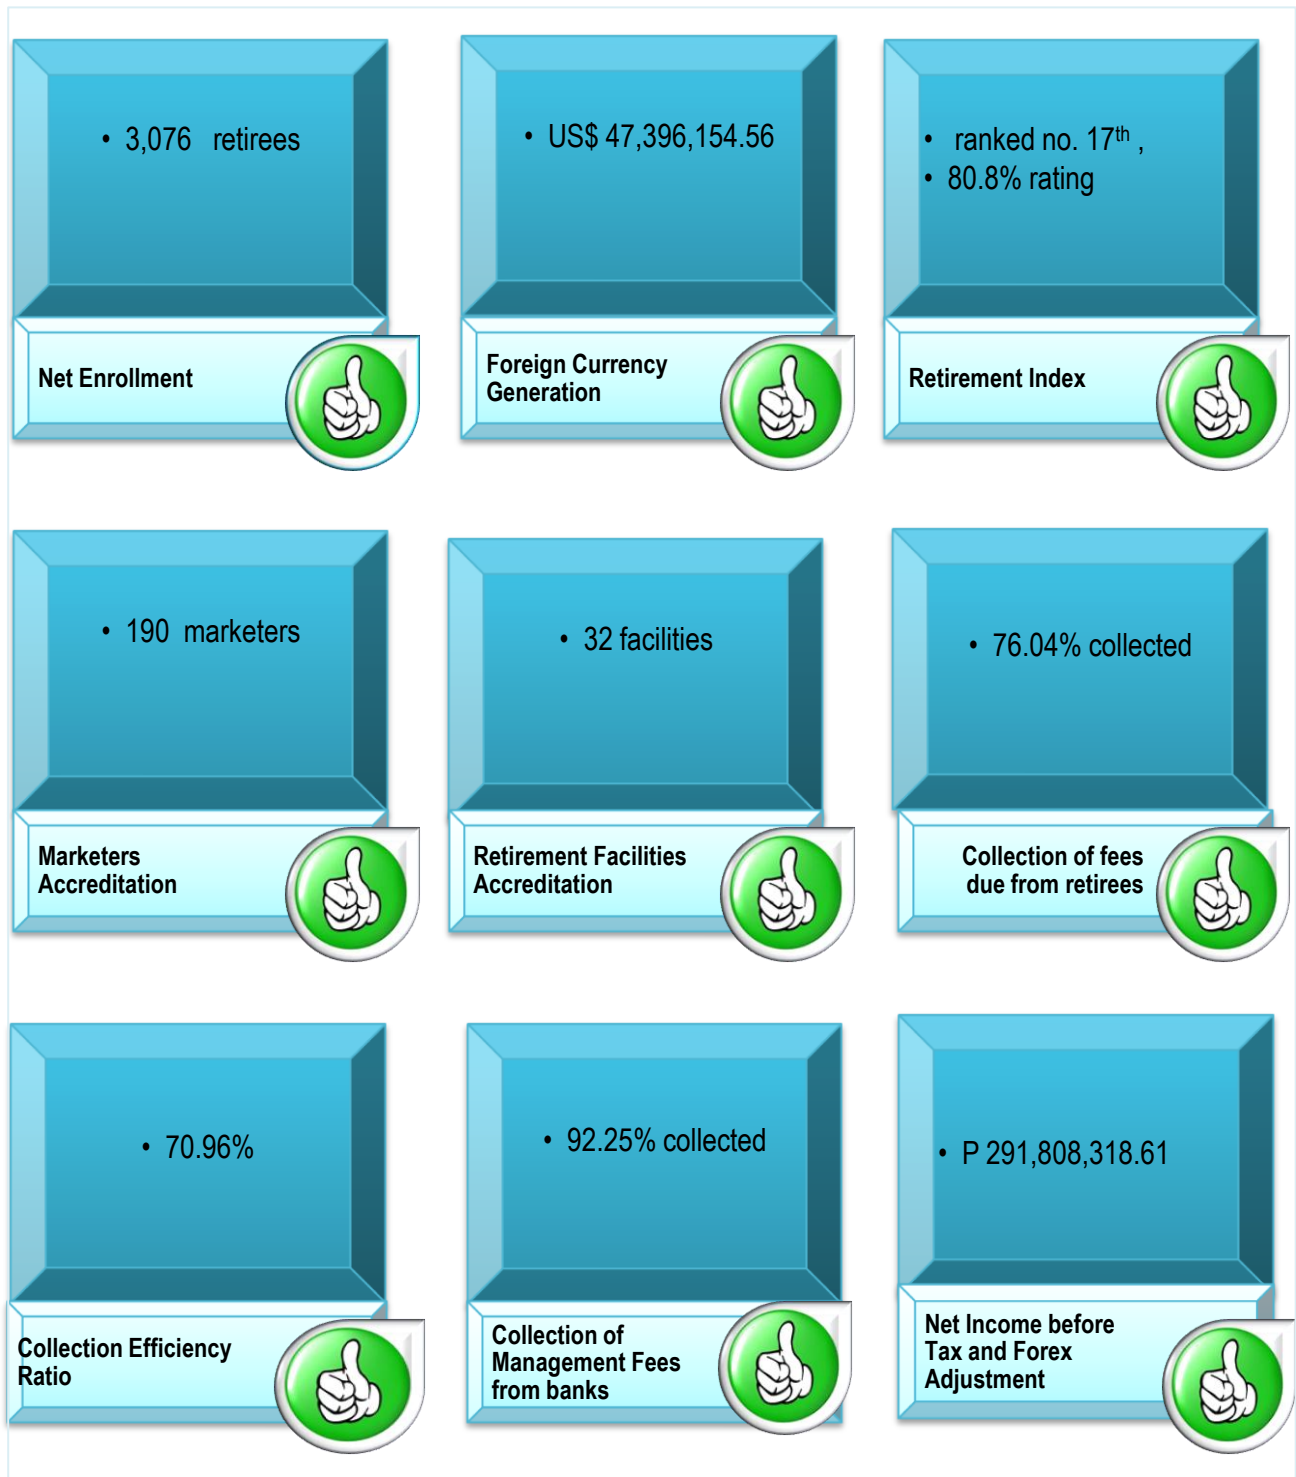 • 3,076 retirees
Net Enrollment
• US$ 47,396,154.56
Foreign Currency
Generation
• ranked no. 17th ,
• 80.8% rating
Retirement Index
• 190 marketers
Marketers
Accreditation
• 32 facilities
Retirement Facilities
Accreditation
• 76.04% collected
Collection of fees
due from retirees
• 70.96%
Collection Efficiency
Ratio
• 92.25% collected
Collection of
Management Fees
from banks
• P 291,808,318.61
Net Income before
Tax and Forex
Adjustment